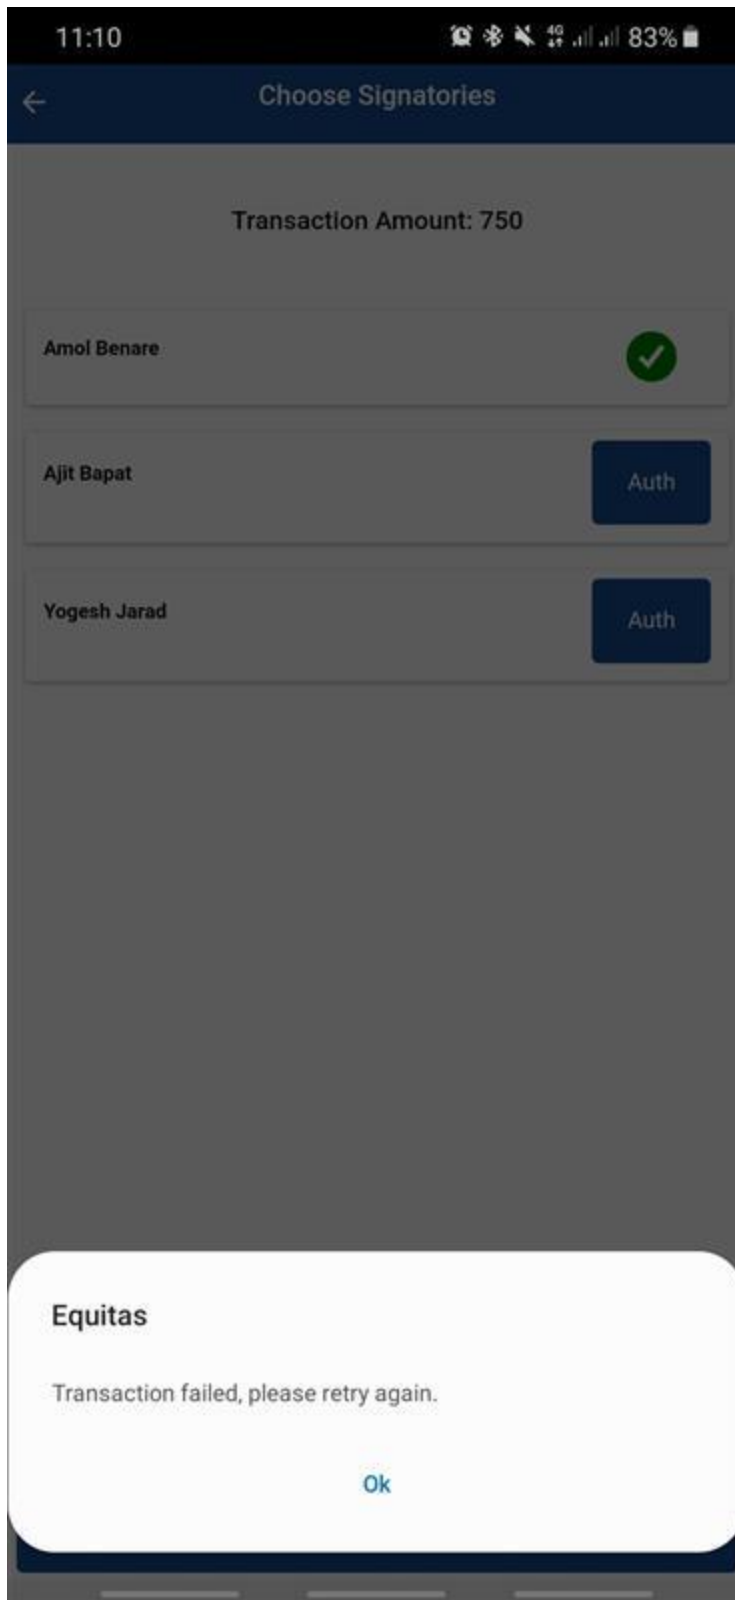 11:10
4G
83%
Choose Signatories
Transaction Amount: 750
Amol Benare
Ajit Bapat
Auth
Yogesh Jarad
Auth
Equitas
Transaction failed, please retry again.
Ok